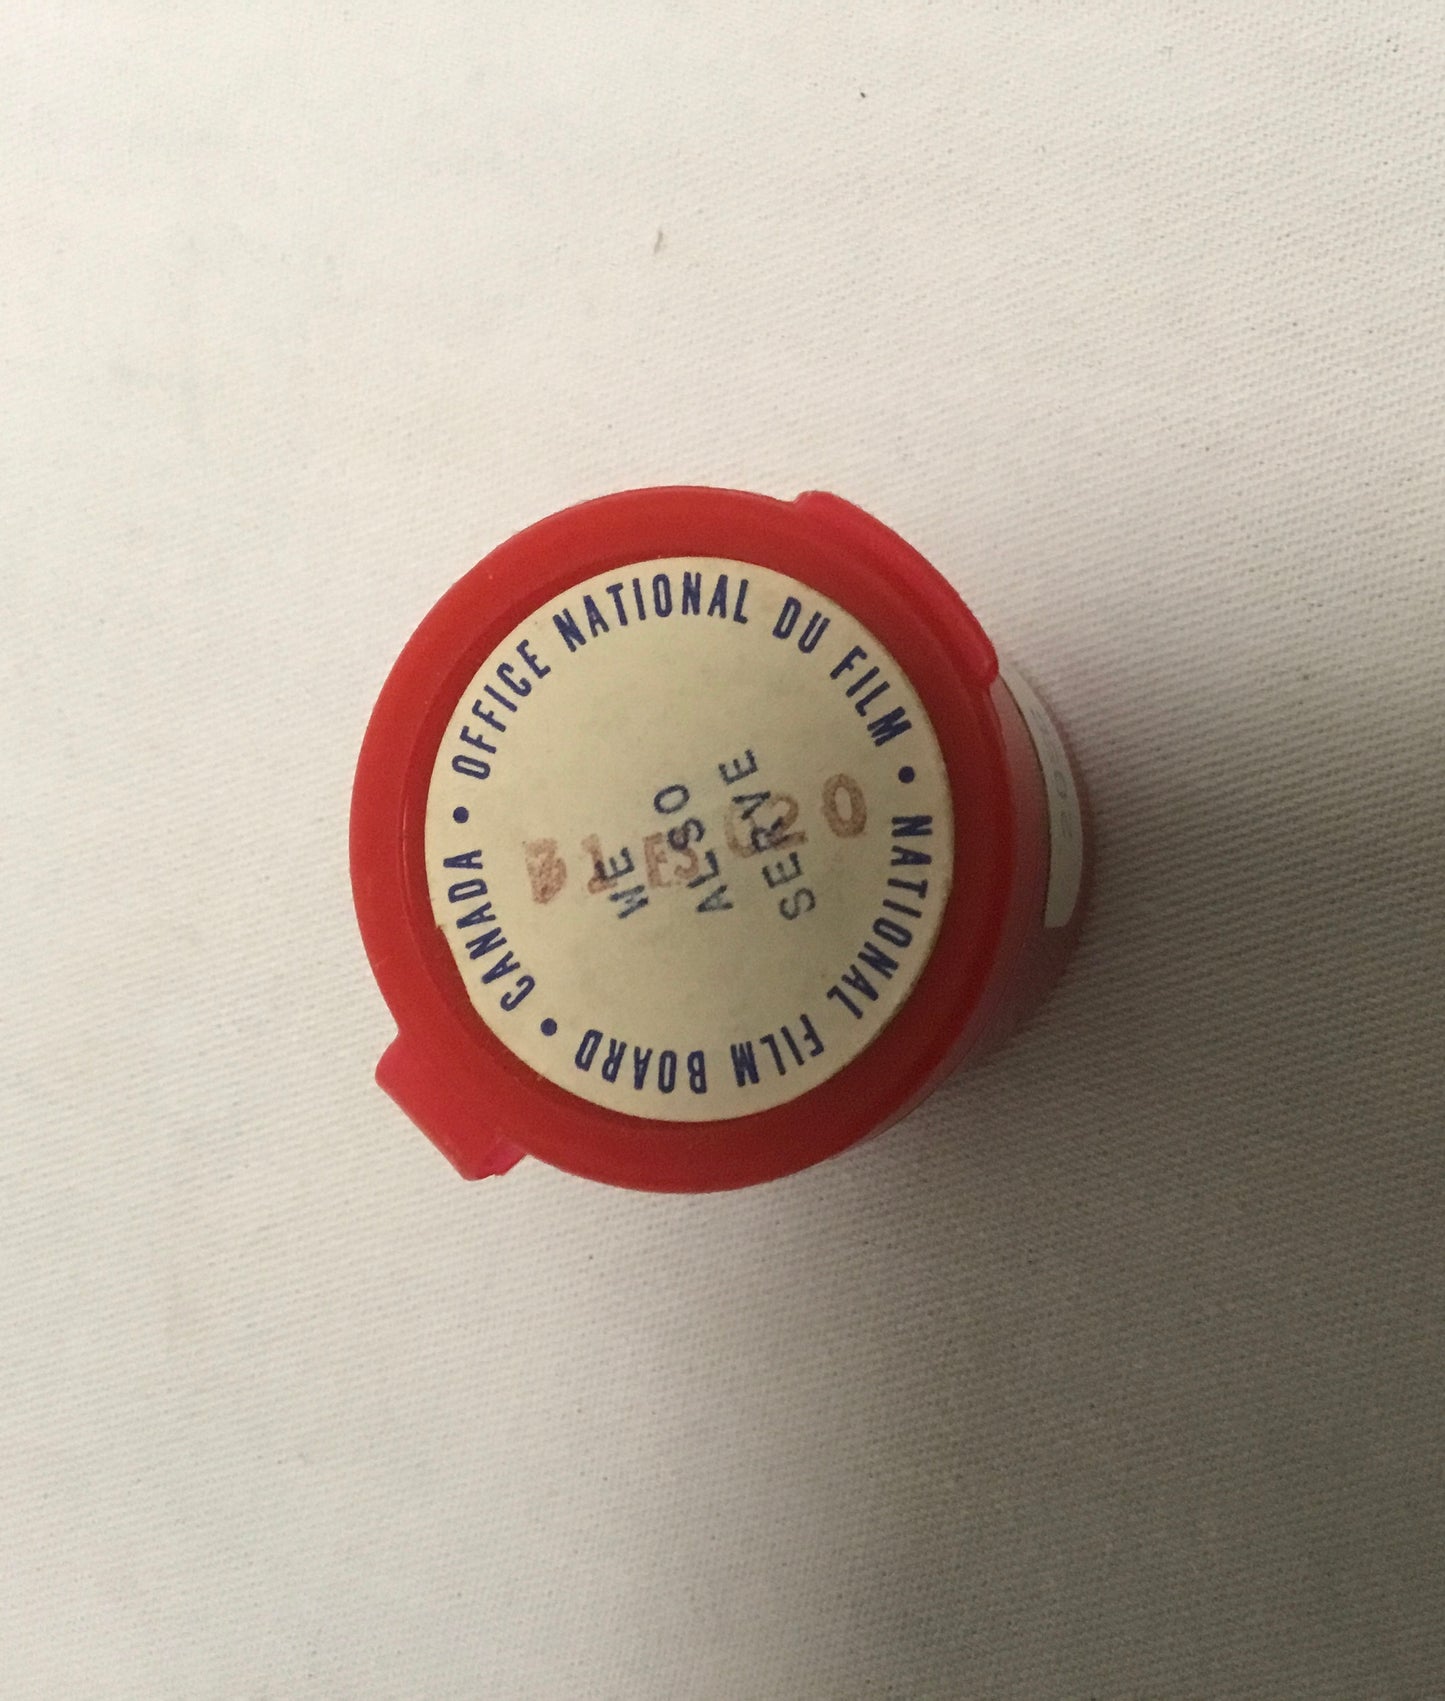 OFFICE NATIONAL DU FILM • NATIONAL FILM BOARD • CANADA •
WE
ALSO
SERVE